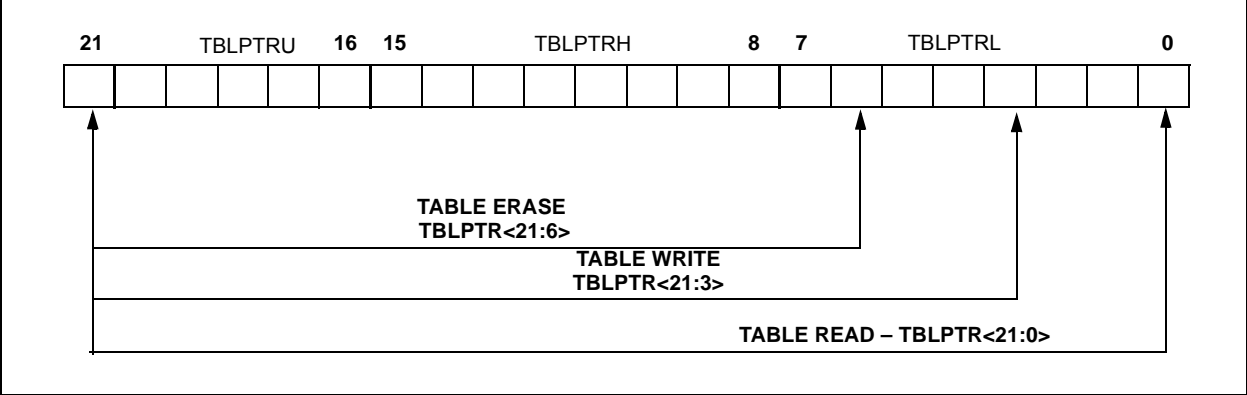 21 TBLPTRU 16 15 TBLPTRH 8 7 TBLPTRL 0
TABLE ERASE
TBLPTR<21:6>
TABLE WRITE
TBLPTR<21:3>
TABLE READ – TBLPTR<21:0>